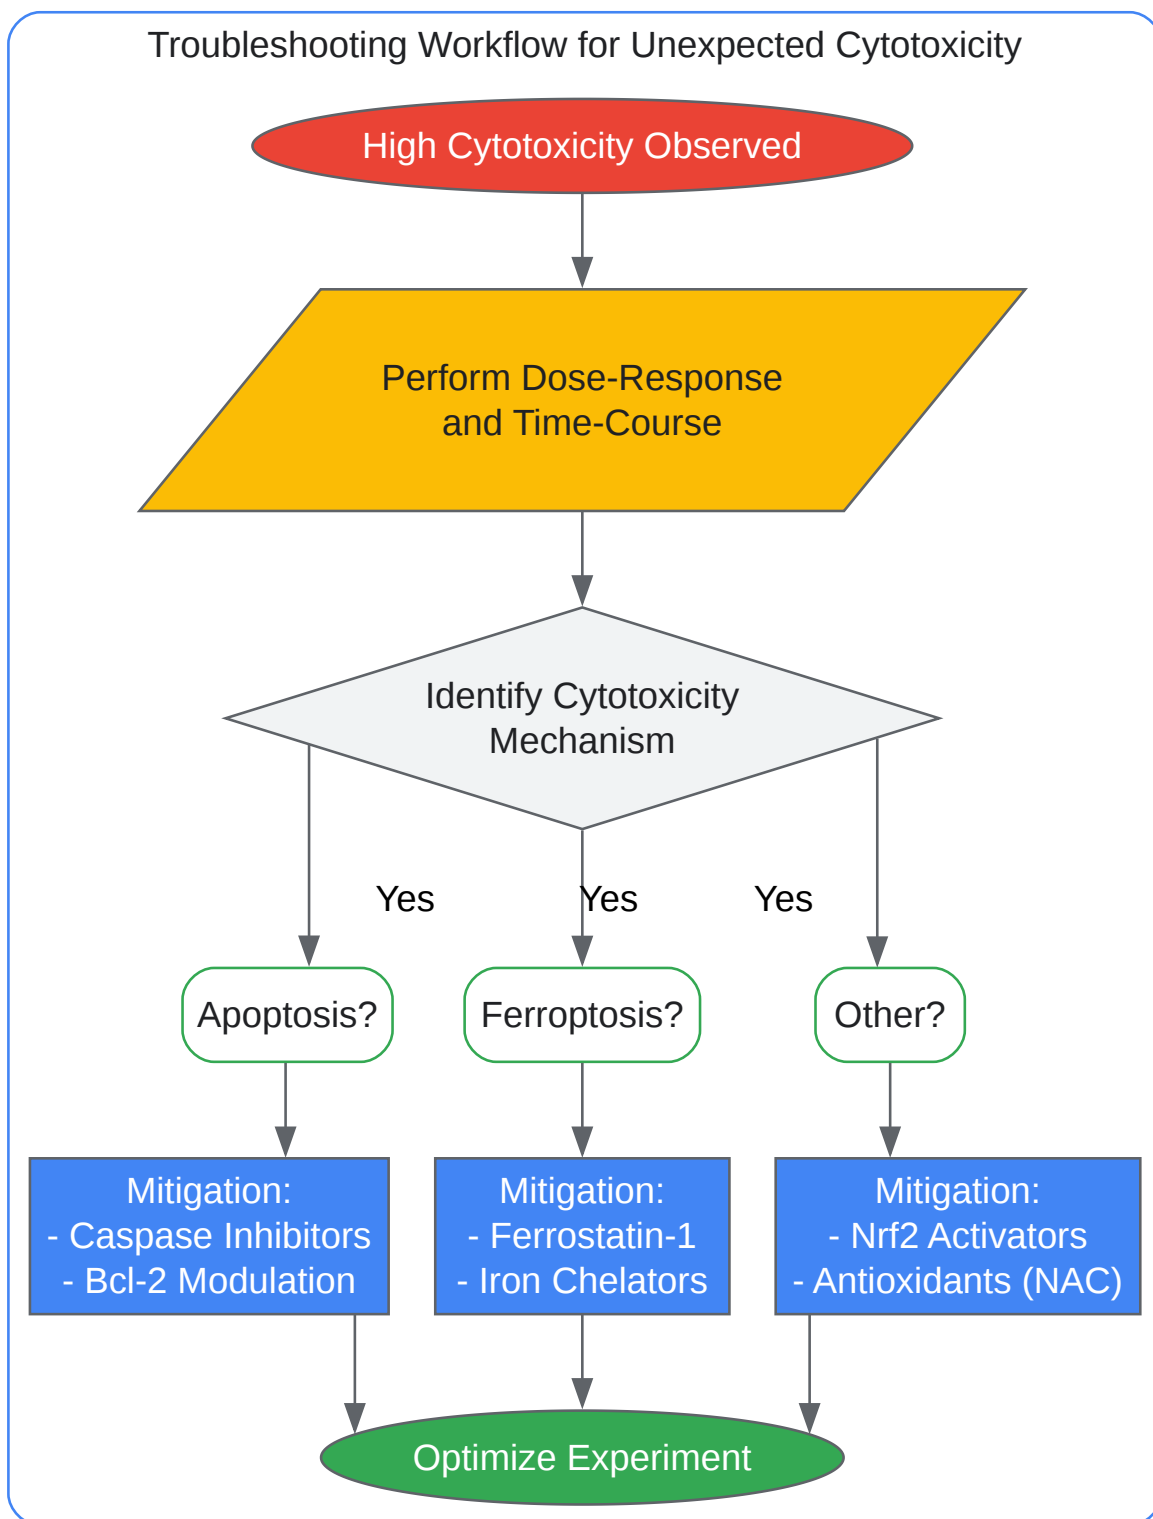 Troubleshooting Workflow for Unexpected Cytotoxicity
High Cytotoxicity Observed
Perform Dose-Response
and Time-Course
Identify Cytotoxicity
Mechanism
Yes
Yes
Yes
Apoptosis?
Ferroptosis?
Other?
Mitigation:
- Caspase Inhibitors
- Bcl-2 Modulation
Mitigation:
- Ferrostatin-1
- Iron Chelators
Mitigation:
- Nrf2 Activators
- Antioxidants (NAC)
Optimize Experiment